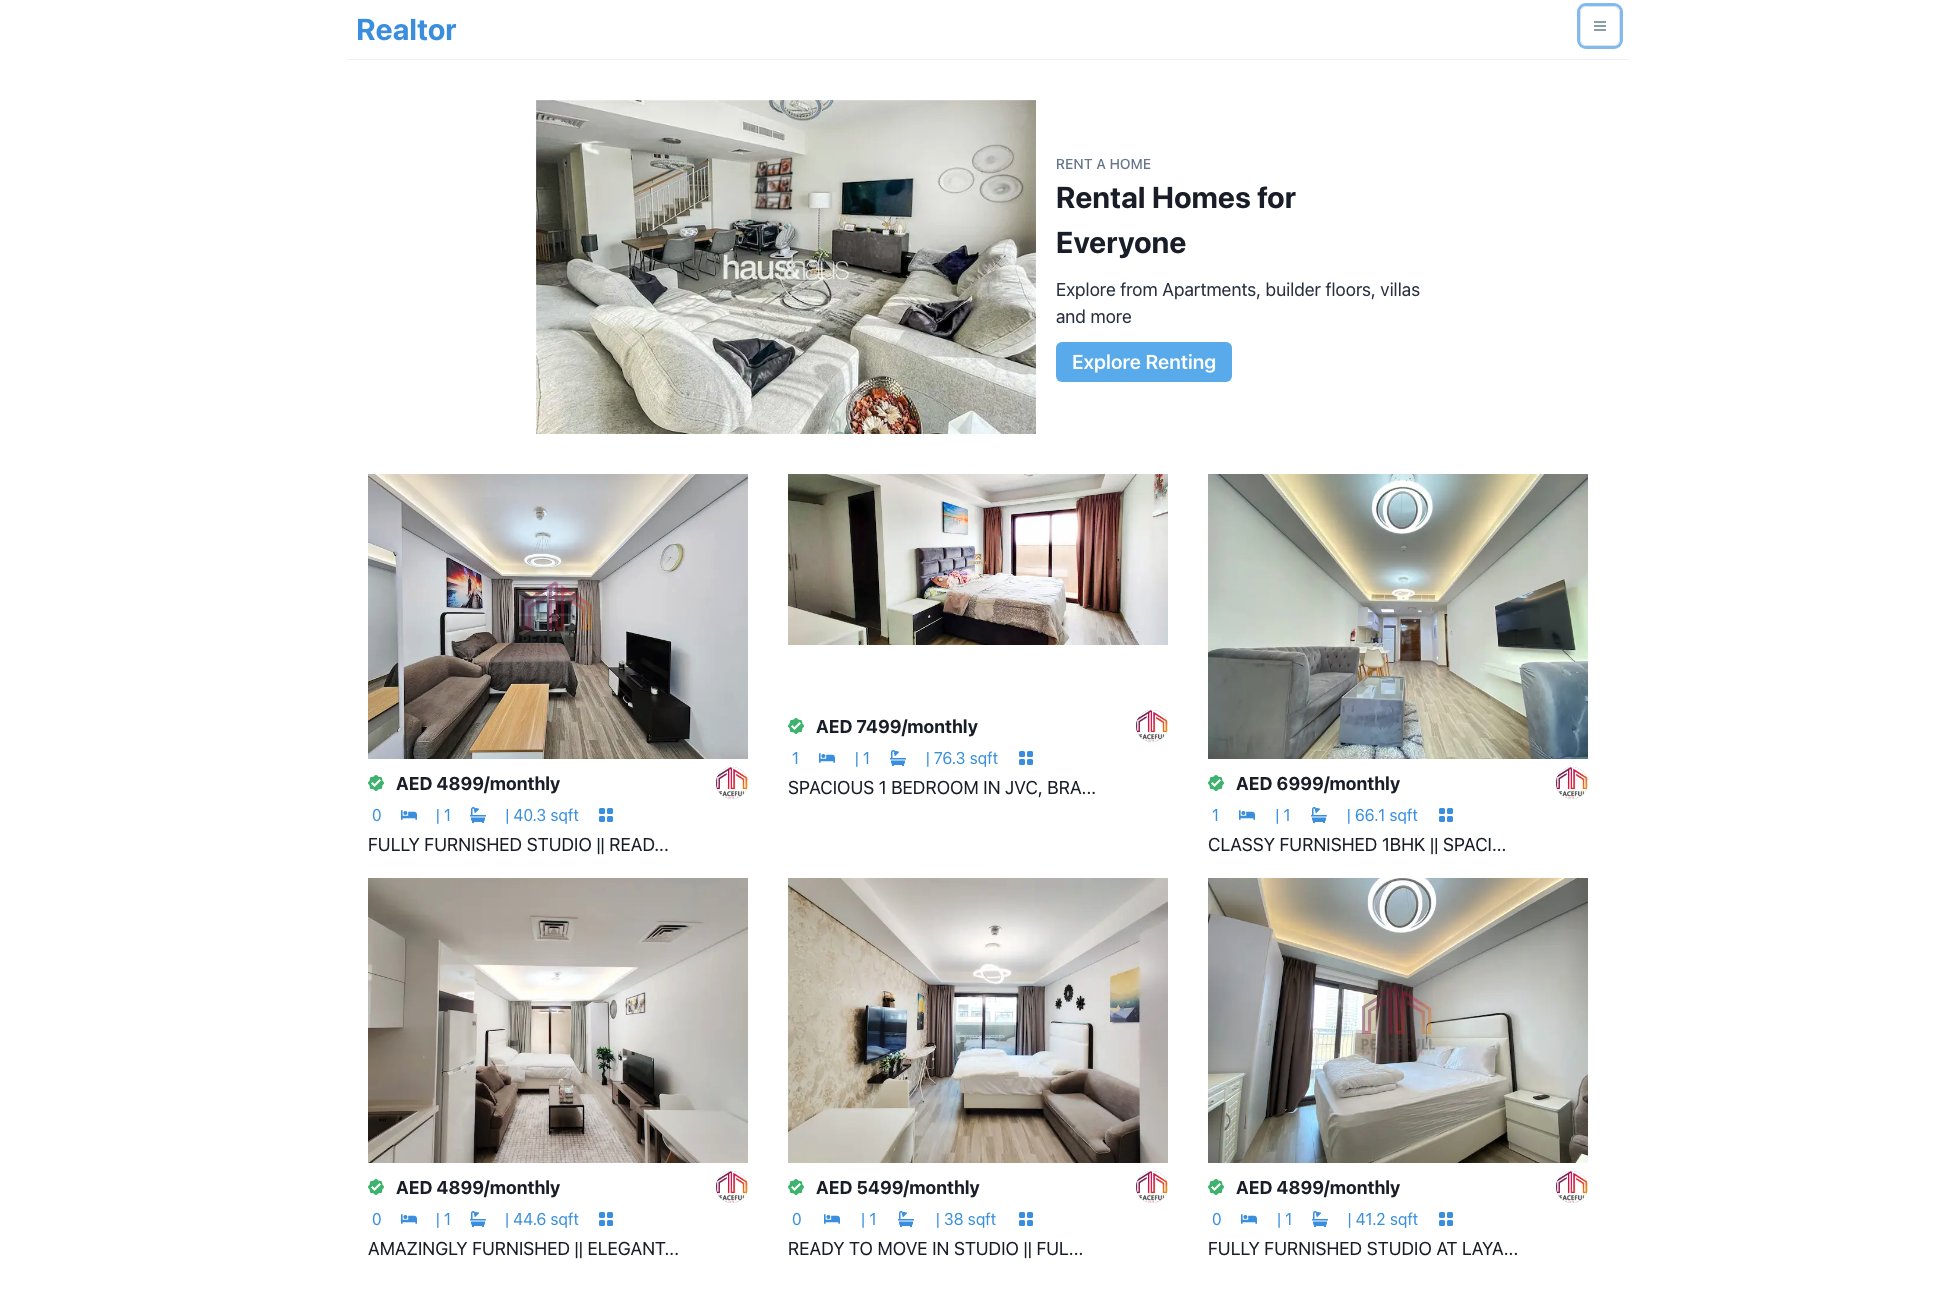 Realtor
haus&haus
RENT A HOME
Rental Homes for
Everyone
Explore from Apartments, builder floors, villas
and more
Explore Renting
AED 4899/monthly
0 | 1 | 40.3 sqft
FULLY FURNISHED STUDIO || READ...
AED 7499/monthly
1 | 1 | 76.3 sqft
SPACIOUS 1 BEDROOM IN JVC, BRA...
AED 6999/monthly
1 | 1 | 66.1 sqft
CLASSY FURNISHED 1BHK || SPACI...
AED 4899/monthly
0 | 1 | 44.6 sqft
AMAZINGLY FURNISHED || ELEGANT...
AED 5499/monthly
0 | 1 | 38 sqft
READY TO MOVE IN STUDIO || FUL...
AED 4899/monthly
0 | 1 | 41.2 sqft
FULLY FURNISHED STUDIO AT LAYA...